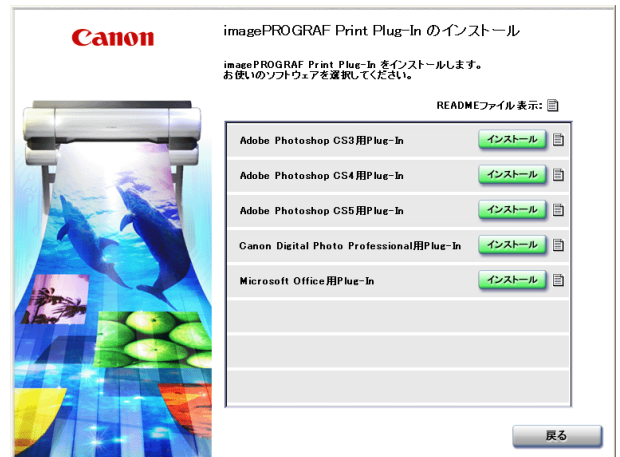 Canon
imagePROGRAF Print Plug-In のインストール
imagePROGRAF Print Plug-In をインストールします。
お使いのソフトウェアを選択してください。
READMEファイル表示:
Adobe Photoshop CS3用Plug-In インストール
Adobe Photoshop CS4用Plug-In インストール
Adobe Photoshop CS5用Plug-In インストール
Canon Digital Photo Professional用Plug-In インストール
Microsoft Office用Plug-In インストール
戻る